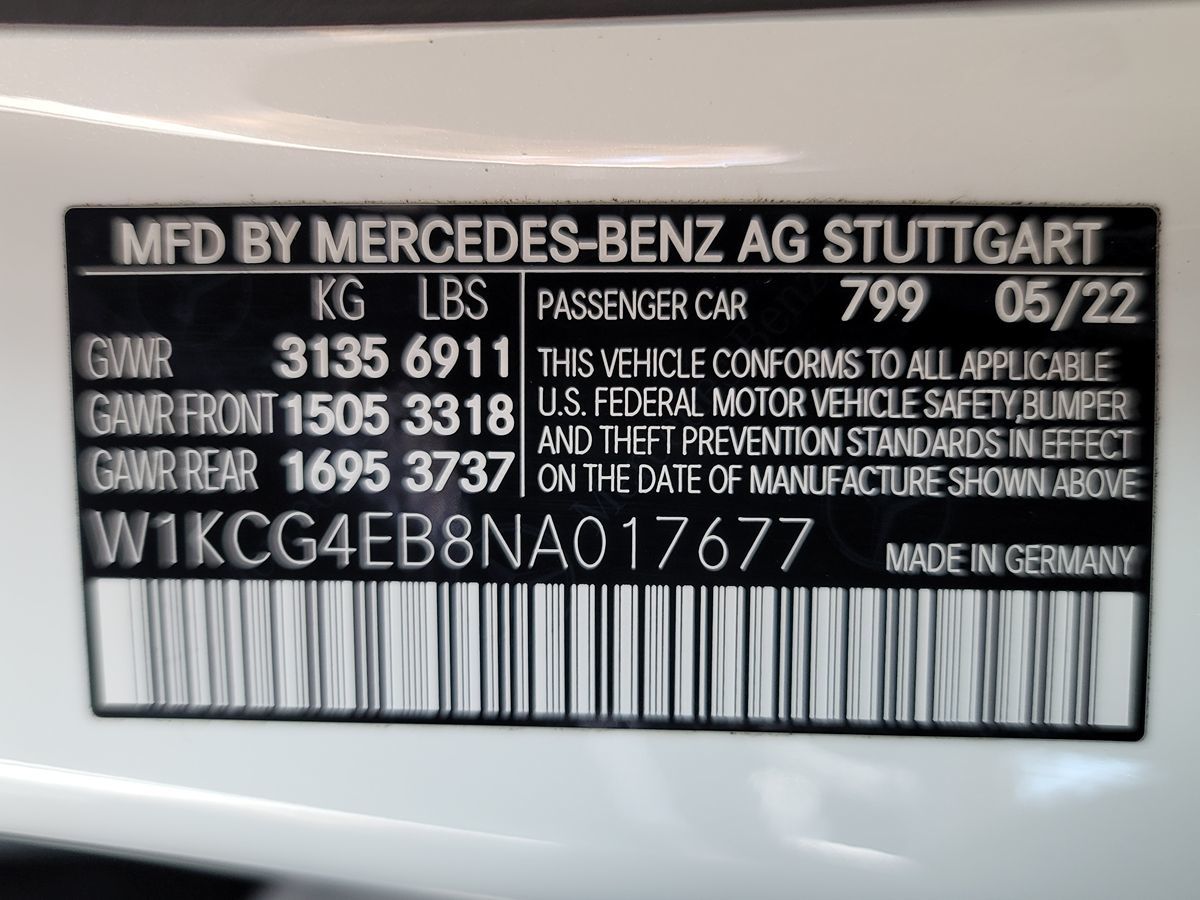 MFD BY MERCEDES-BENZ AG STUTTGART
KG LBS
GVWR 3135 6911
GAWR FRONT 1505 3318
GAWR REAR 1695 3737
PASSENGER CAR 799 05/22
THIS VEHICLE CONFORMS TO ALL APPLICABLE
U.S. FEDERAL MOTOR VEHICLE SAFETY,BUMPER
AND THEFT PREVENTION STANDARDS IN EFFECT
ON THE DATE OF MANUFACTURE SHOWN ABOVE
W1KCG4EB8NA017677
MADE IN GERMANY